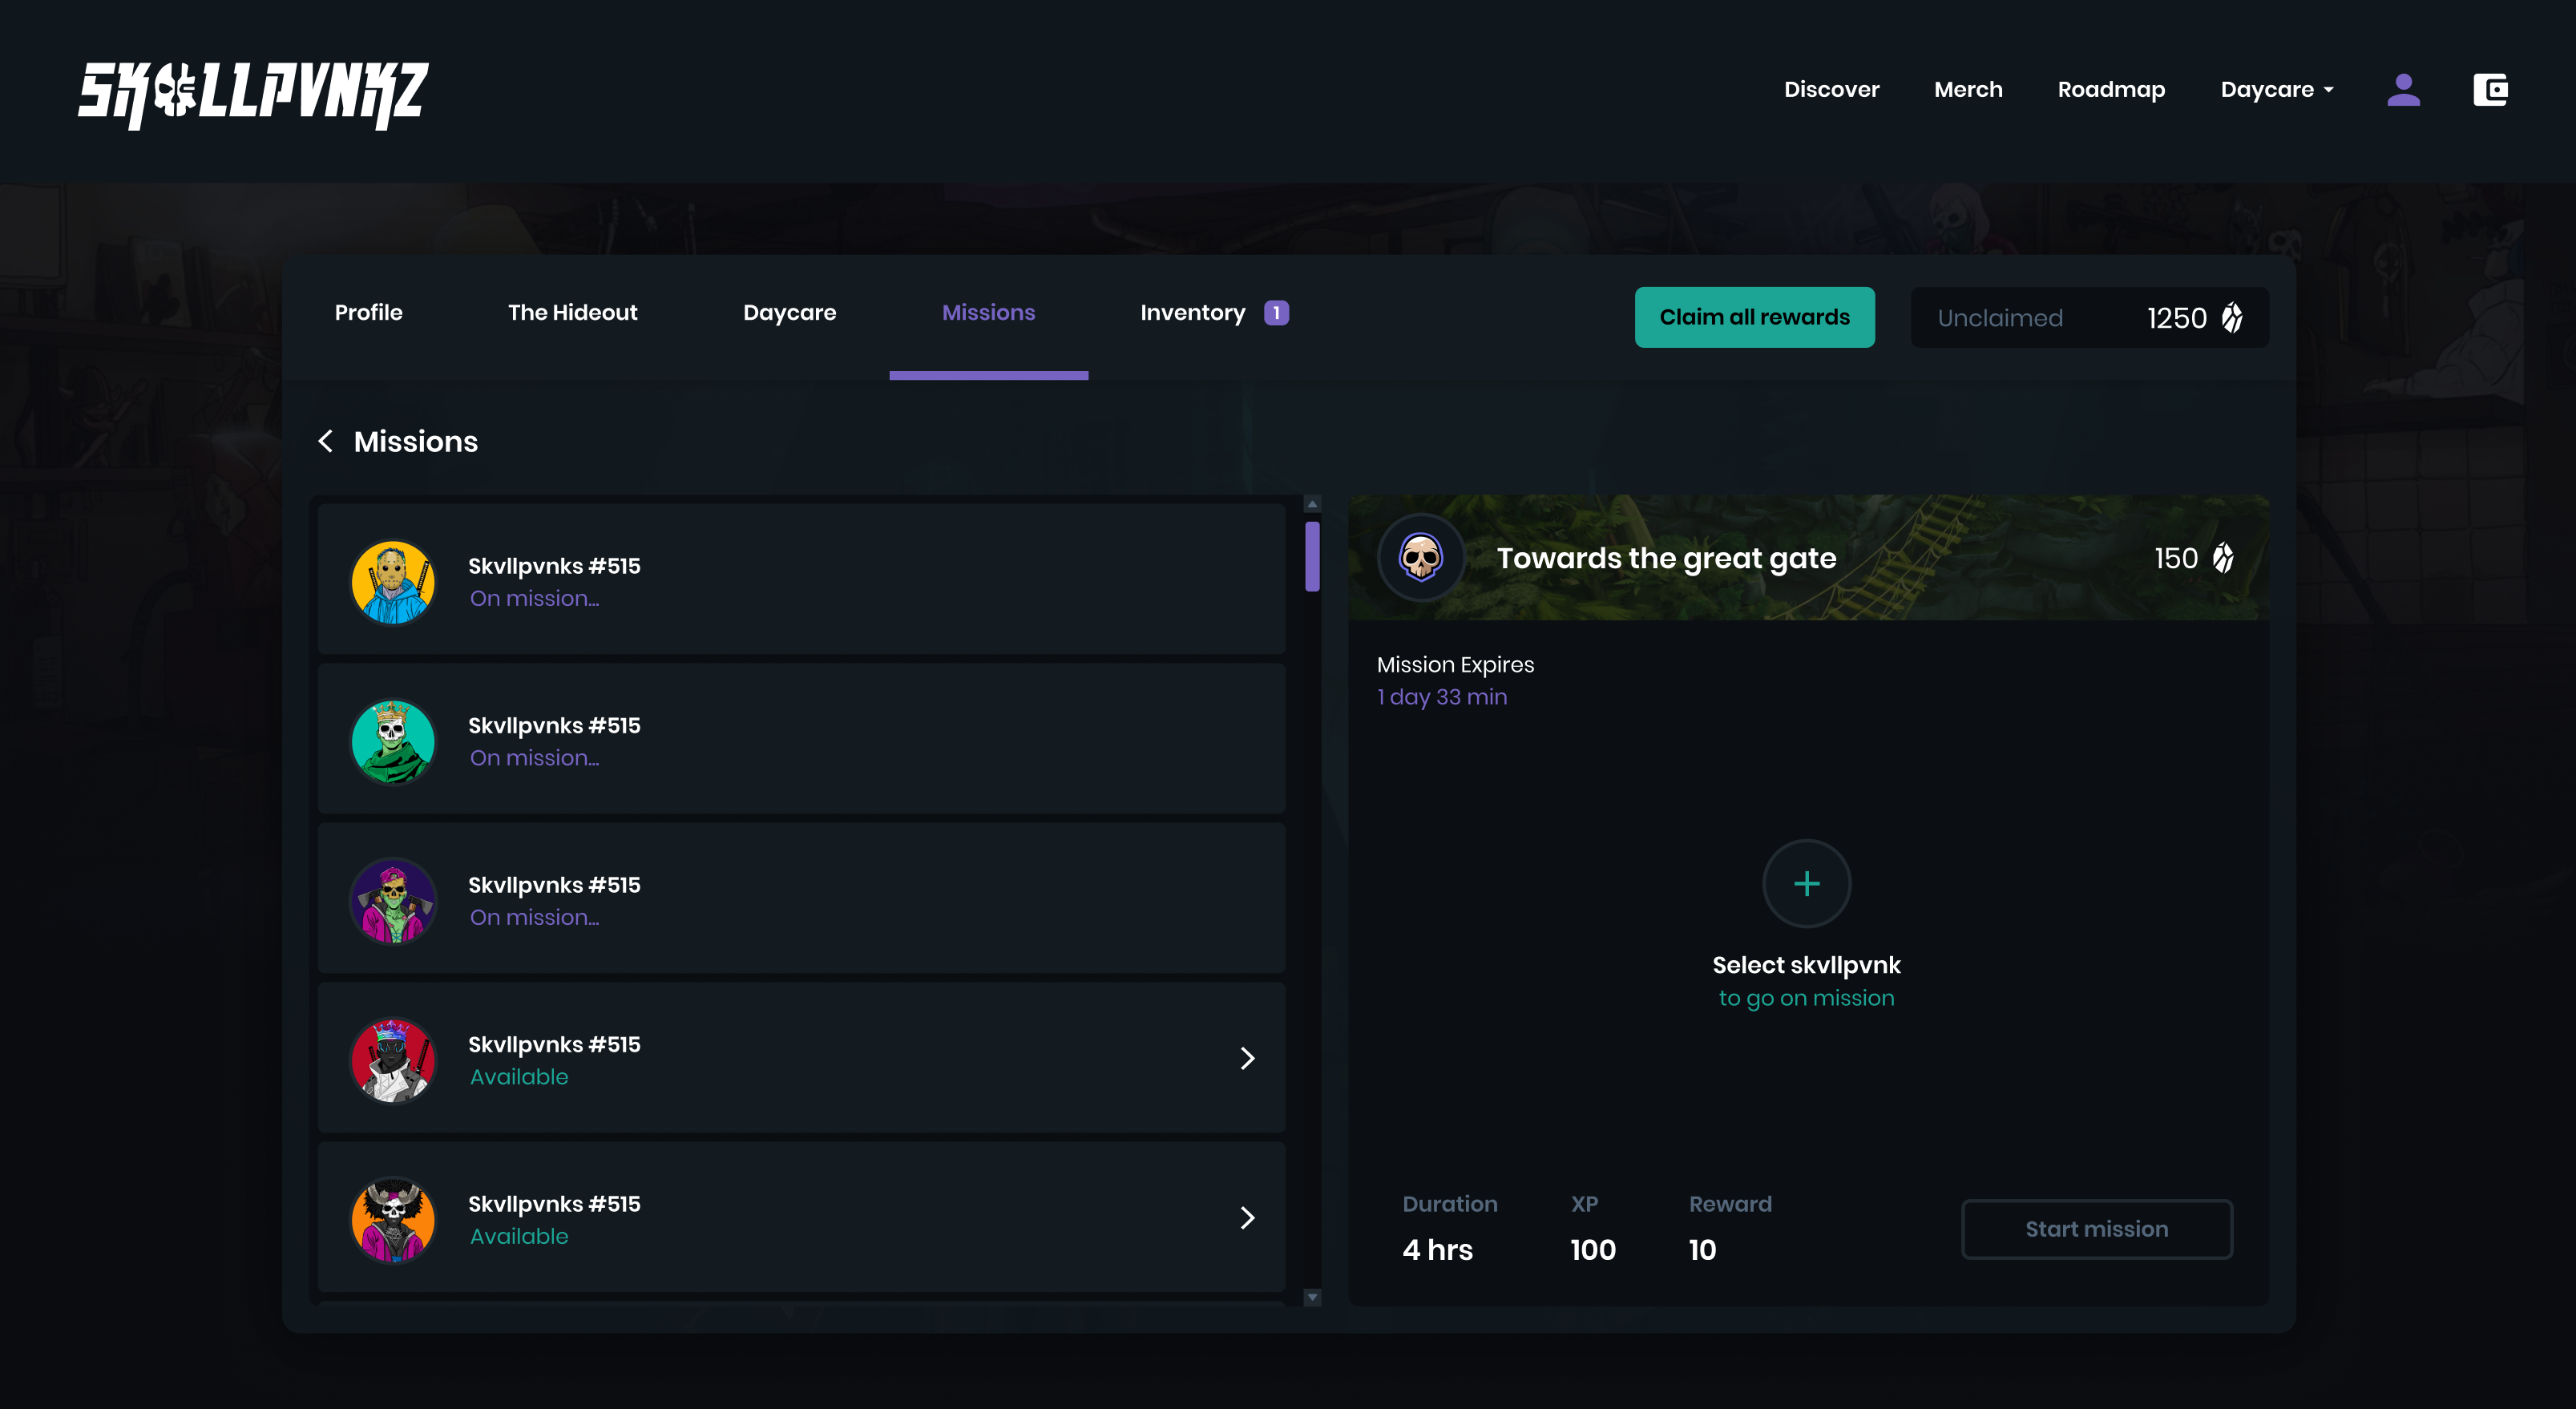 SKVLLPVNKZ
Discover
Merch
Roadmap
Daycare
Profile
The Hideout
Daycare
Missions
Inventory
1
Claim all rewards
Unclaimed
1250
Missions
Skvllpvnks #515
On mission...
Skvllpvnks #515
On mission...
Skvllpvnks #515
On mission...
Skvllpvnks #515
Available
Skvllpvnks #515
Available
Towards the great gate
150
Mission Expires
1 day 33 min
Select skvllpvnk
to go on mission
Duration
XP
Reward
4 hrs
100
10
Start mission